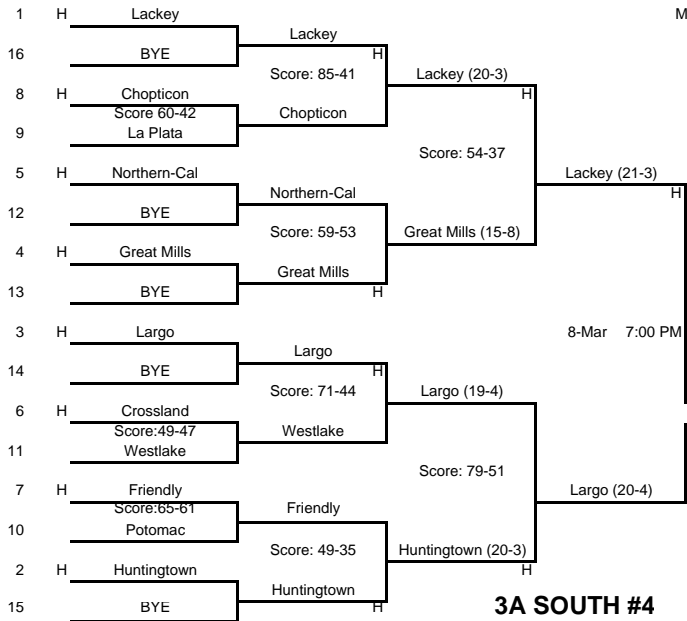 1 H Lackey M
Lackey
16 BYE H
Score: 85-41 Lackey (20-3)
8 H Chopticon H
Score 60-42 Chopticon
9 La Plata
Score: 54-37
5 H Northern-Cal Lackey (21-3)
Northern-Cal H
12 BYE
Score: 59-53 Great Mills (15-8)
4 H Great Mills
Great Mills
13 BYE H
3 H Largo 8-Mar 7:00 PM
Largo
14 BYE H
Score: 71-44 Largo (19-4)
6 H Crossland
Score:49-47 Westlake
11 Westlake
Score: 79-51
7 H Friendly Largo (20-4)
Score:65-61 Friendly
10 Potomac
Score: 49-35 Huntingtown (20-3)
2 H Huntingtown H
Huntingtown
15 BYE H 3A SOUTH #4